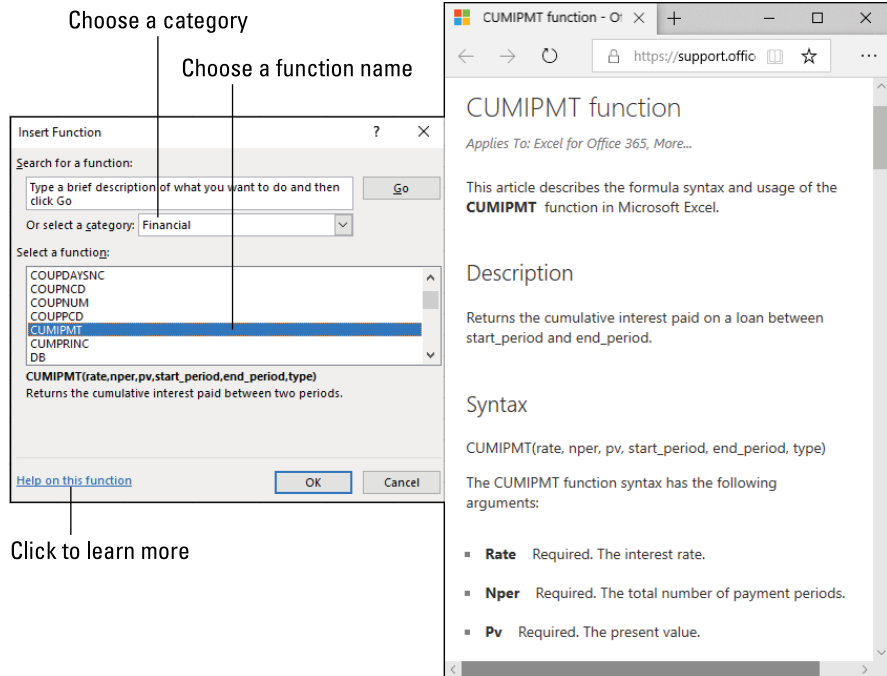 Choose a category
Choose a function name
Insert Function
?
Search for a function:
Type a brief description of what you want to do and then
click Go
Go
Or select a category: Financial
Select a function:
COUPDAYSNC
COUPNCD
COUPNUM
COUPPCD
CUMIPMT
CUMPRINC
DB
CUMIPMT(rate,nper,pv,start_period,end_period,type)
Returns the cumulative interest paid between two periods.
Help on this function
OK
Cancel
Click to learn more
CUMIPMT function - Of
https://support.offic
CUMIPMT function
Applies To: Excel for Office 365, More...
This article describes the formula syntax and usage of the
CUMIPMT function in Microsoft Excel.
Description
Returns the cumulative interest paid on a loan between
start_period and end_period.
Syntax
CUMIPMT(rate, nper, pv, start_period, end_period, type)
The CUMIPMT function syntax has the following
arguments:
Rate Required. The interest rate.
Nper Required. The total number of payment periods.
Pv Required. The present value.